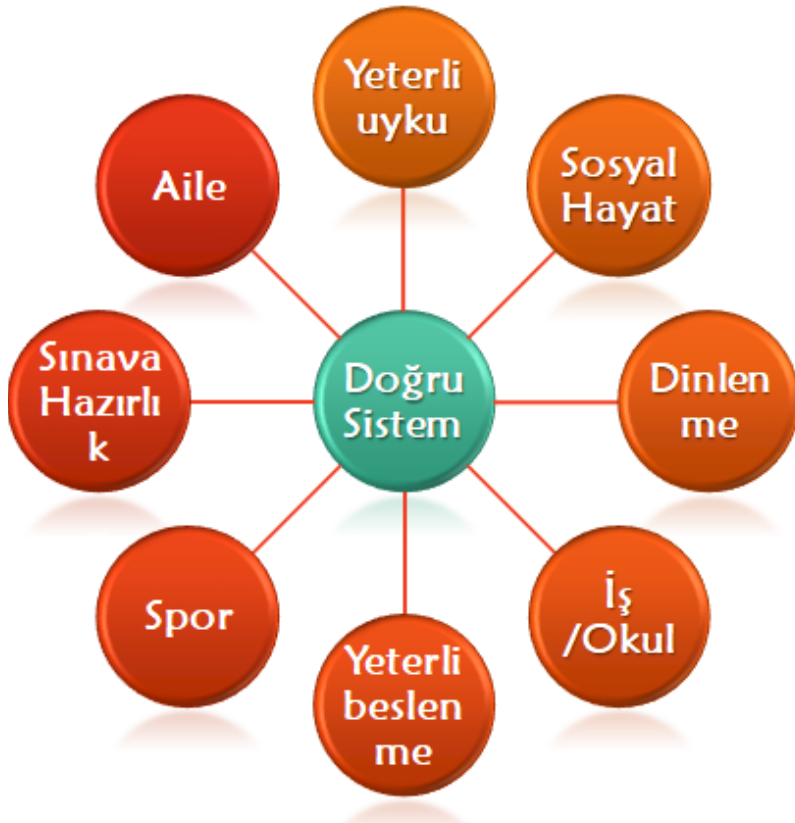 Yeterli
uyku
Sosyal
Hayat
Dinlen
me
İş
/Okul
Yeterli
beslen
me
Spor
Sınava
Hazırlı
k
Aile
Doğru
Sistem